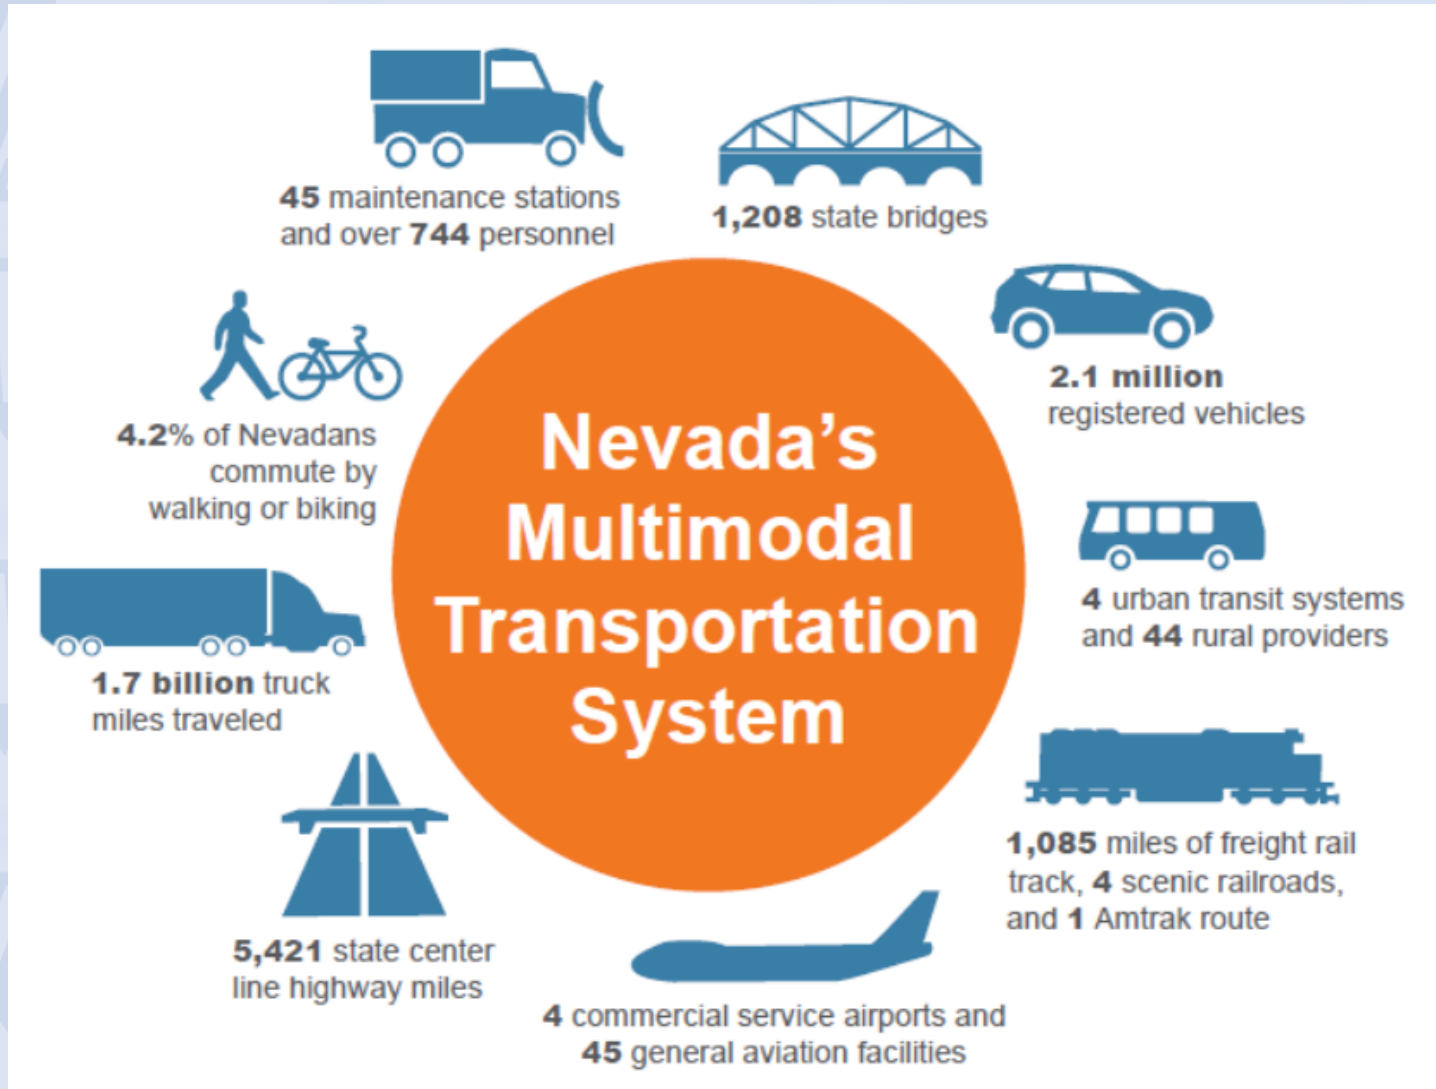 Nevada’s
Multimodal
Transportation
System
45 maintenance stations
and over 744 personnel
1,208 state bridges
2.1 million
registered vehicles
4 urban transit systems
and 44 rural providers
1,085 miles of freight rail
track, 4 scenic railroads,
and 1 Amtrak route
4 commercial service airports and
45 general aviation facilities
5,421 state center
line highway miles
1.7 billion truck
miles traveled
4.2% of Nevadans
commute by
walking or biking